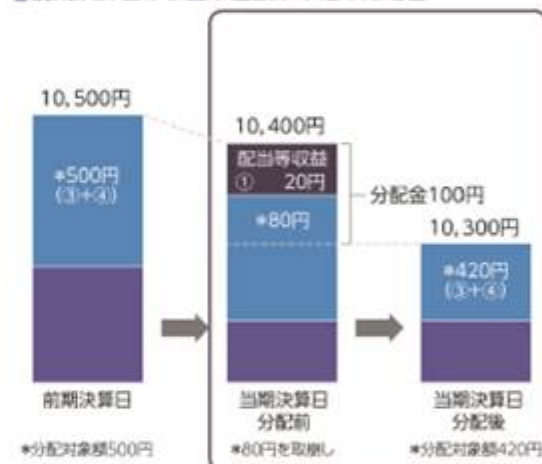 10,500円
*500円
(③+④)
前期決算日
*分配対象額500円
10,400円
配当等収益
① 20円
*80円
分配金100円
当期決算日
分配前
*80円を取崩し
10,300円
*420円
(③+④)
当期決算日
分配後
*分配対象額420円